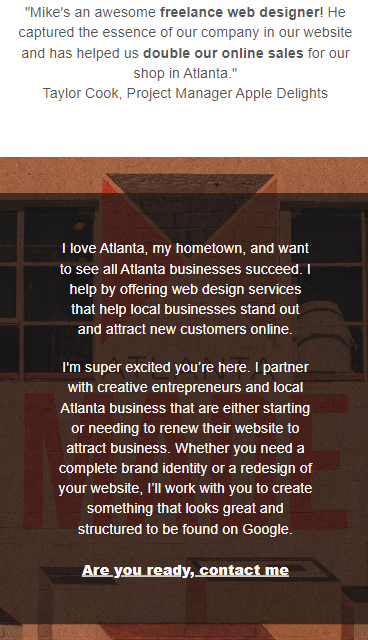 "Mike's an awesome freelance web designer! He
captured the essence of our company in our website
and has helped us double our online sales for our
shop in Atlanta."
Taylor Cook, Project Manager Apple Delights
I love Atlanta, my hometown, and want
to see all Atlanta businesses succeed. I
help by offering web design services
that help local businesses stand out
and attract new customers online.
I'm super excited you're here. I partner
ATLANTA
with creative entrepreneurs and local
Atlanta business that are either starting
or needing to renew their website to
attract business. Whether you need a
MADE
complete brand identity or a redesign of
your website, I'll work with you to create
something that looks great and
structured to be found on Google.
Are you ready, contact me